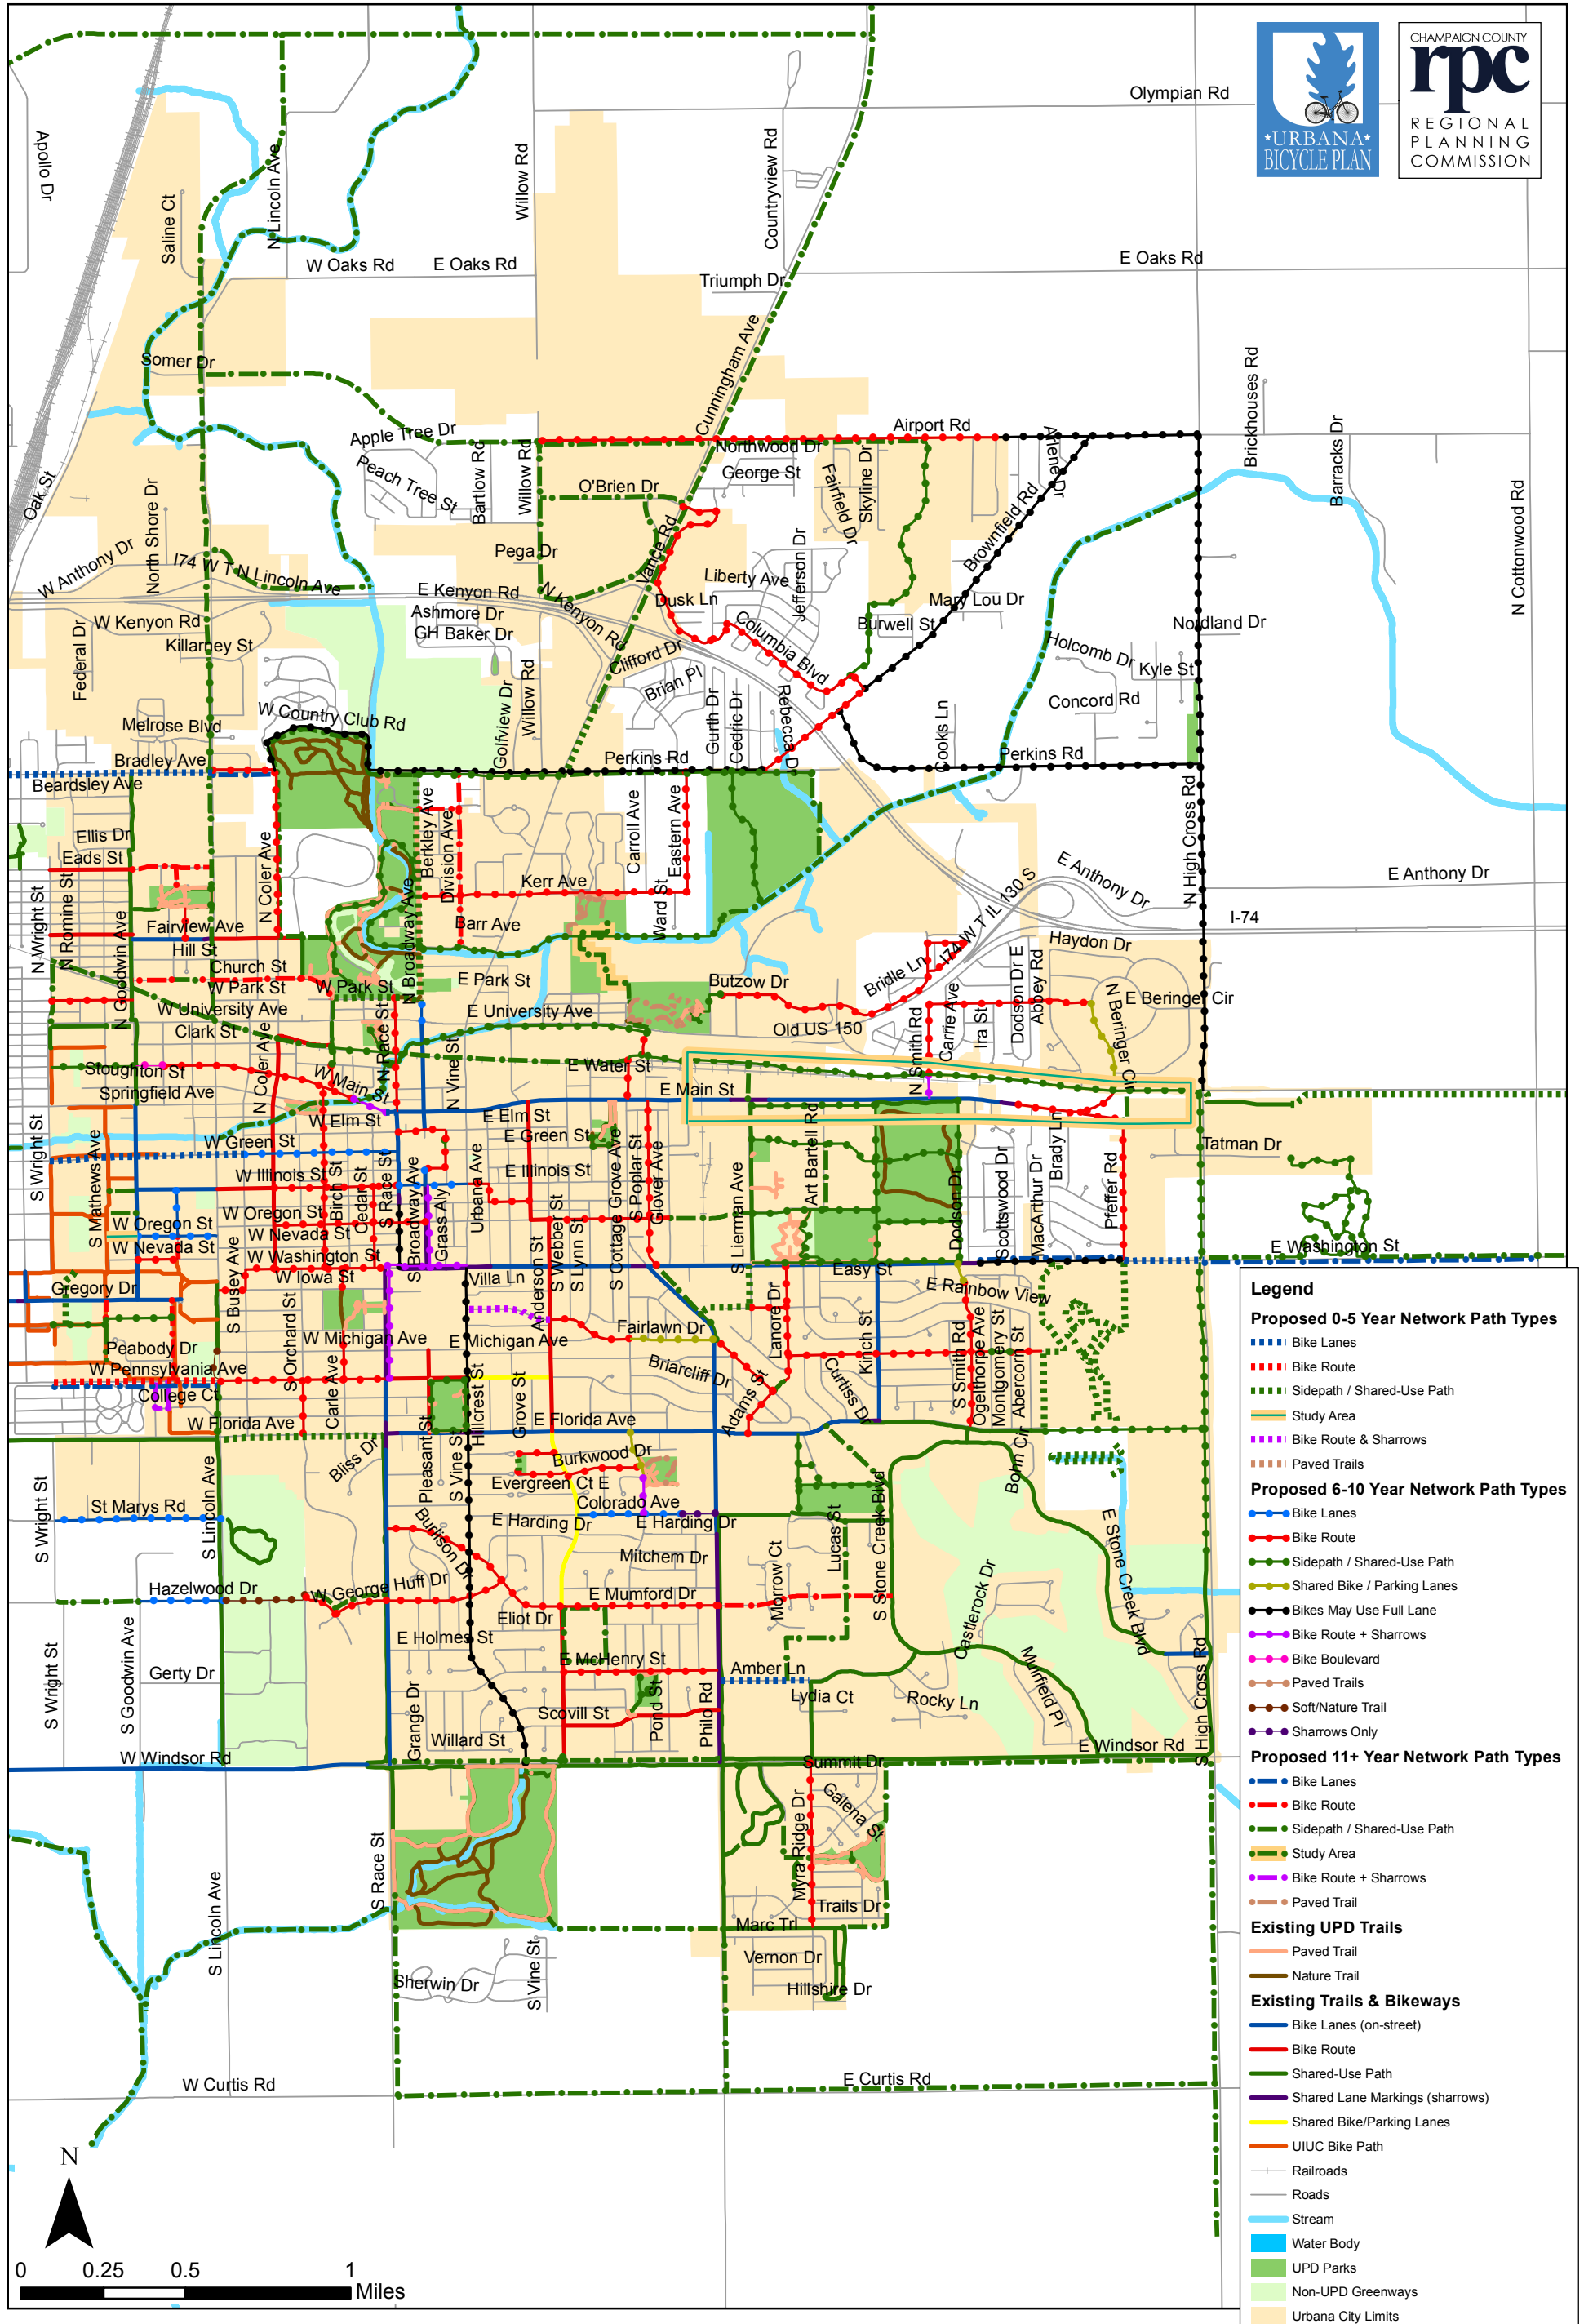 CHAMPAIGN COUNTY
rpc
REGIONAL
PLANNING
COMMISSION
URBANA
BICYCLE PLAN
Olympian Rd
Apollo Dr
Saline Ct
N Lincoln Ave
Willow Rd
Countryview Rd
W Oaks Rd
E Oaks Rd
E Oaks Rd
Triumph Dr
Cunningham Ave
Somer Dr
Brickhouses Rd
Barracks Dr
Apple Tree Dr
Airport Rd
Northwood Dr
Arlene Dr
Peach Tree St
Bartlow Rd
Willow Rd
George St
O'Brien Dr
Fairfield Dr
Skyline Dr
Oak St
North Shore Dr
Vance Rd
Jefferson Dr
Brownfield Rd
N Cottonwood Rd
Pega Dr
W Anthony Dr
I74 W T N Lincoln Ave
E Kenyon Rd
N Kenyon Rd
Liberty Ave
Dusk Ln
Mary Lou Dr
Ashmore Dr
GH Baker Dr
W Kenyon Rd
Federal Dr
Killarney St
Clifford Dr
Columbia Blvd
Burwell St
Nordland Dr
Holcomb Dr
Kyle St
Brian Pl
Golfview Dr
Willow Rd
Concord Rd
W Country Club Rd
Melrose Blvd
Gurth Dr
Cedric Dr
Rebecca Dr
Cooks Ln
Bradley Ave
Perkins Rd
Perkins Rd
Beardsley Ave
Berkley Ave
Division Ave
Carroll Ave
Eastern Ave
N High Cross Rd
Ellis Dr
Eads St
N Coler Ave
Kerr Ave
E Anthony Dr
E Anthony Dr
N Wright St
N Romine St
N Goodwin Ave
Fairview Ave
Hill St
N Broadway Ave
Barr Ave
Ward St
I74 W T IL 130 S
I-74
Haydon Dr
Church St
W Park St
W Park St
E Park St
Butzow Dr
Bridle Ln
Dodson Dr E
Abbey Rd
N Beringer Cir
E Beringer Cir
W University Ave
E University Ave
Old US 150
Clark St
N Smith Rd
Carrie Ave
Ira St
Stoughton St
Springfield Ave
N Coler Ave
W Main St
N Race St
N Vine St
E Water St
E Main St
W Elm St
E Elm St
E Green St
W Green St
S Wright St
S Mathews Ave
W Illinois St
E Illinois St
Tatman Dr
W Oregon St
W Oregon St
Birch St
Cedar St
S Race St
S Broadway Ave
Grass Aly
Urbana Ave
S Cottage Grove Ave
S Poplar St
Glover Ave
S Lierman Ave
Art Bartell Rd
Dodson Dr
Scottswood Dr
MacArthur Dr
Brady Ln
Pfeffer Rd
W Nevada St
W Nevada St
W Washington St
E Washington St
S Busey Ave
W Iowa St
Villa Ln
Anderson St
S Webber St
S Lynn St
Easy St
E Rainbow View
Gregory Dr
S Orchard St
W Michigan Ave
E Michigan Ave
Fairlawn Dr
Lanore Dr
Kinch St
S Smith Rd
Ogelthorpe Ave
Montgomery St
Abercorn St
Peabody Dr
W Pennsylvania Ave
College Ct
Carle Ave
W Florida Ave
Briarcliff Dr
Adams St
Curtiss Dr
Hillcrest St
Grove St
E Florida Ave
Bliss Dr
Pleasant St
S Vine St
Burkwood Dr
Evergreen Ct E
Bohn Cir
Colorado Ave
S Wright St
St Marys Rd
S Lincoln Ave
E Harding Dr
E Harding Dr
Burlison Dr
Mitchem Dr
Morrow Ct
Lucas St
S Stone Creek Blvd
E Stone Creek Blvd
Castlerock Dr
Hazelwood Dr
W George Huff Dr
E Mumford Dr
Eliot Dr
E Holmes St
E McHenry St
Amber Ln
Gerty Dr
S Wright St
S Goodwin Ave
Grange Dr
Scovill St
Pond St
Philo Rd
Lydia Ct
Rocky Ln
Muirfield Pl
S High Cross Rd
Willard St
W Windsor Rd
E Windsor Rd
Summit Dr
Myra Ridge Dr
Galena St
S Race St
S Lincoln Ave
Trails Dr
Marc Trl
Vernon Dr
Hillshire Dr
Sherwin Dr
S Vine St
W Curtis Rd
E Curtis Rd
N
0 0.25 0.5 1
Miles
Legend
Proposed 0-5 Year Network Path Types
Bike Lanes
Bike Route
Sidepath / Shared-Use Path
Study Area
Bike Route & Sharrows
Paved Trails
Proposed 6-10 Year Network Path Types
Bike Lanes
Bike Route
Sidepath / Shared-Use Path
Shared Bike / Parking Lanes
Bikes May Use Full Lane
Bike Route + Sharrows
Bike Boulevard
Paved Trails
Soft/Nature Trail
Sharrows Only
Proposed 11+ Year Network Path Types
Bike Lanes
Bike Route
Sidepath / Shared-Use Path
Study Area
Bike Route + Sharrows
Paved Trail
Existing UPD Trails
Paved Trail
Nature Trail
Existing Trails & Bikeways
Bike Lanes (on-street)
Bike Route
Shared-Use Path
Shared Lane Markings (sharrows)
Shared Bike/Parking Lanes
UIUC Bike Path
Railroads
Roads
Stream
Water Body
UPD Parks
Non-UPD Greenways
Urbana City Limits